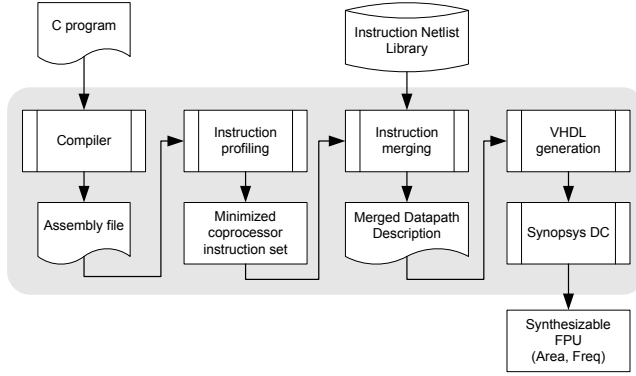 C program
Instruction Netlist
Library
Compiler
Instruction
profiling
Instruction
merging
VHDL
generation
Assembly file
Minimized
coprocessor
instruction set
Merged Datapath
Description
Synopsys DC
Synthesizable
FPU
(Area, Freq)